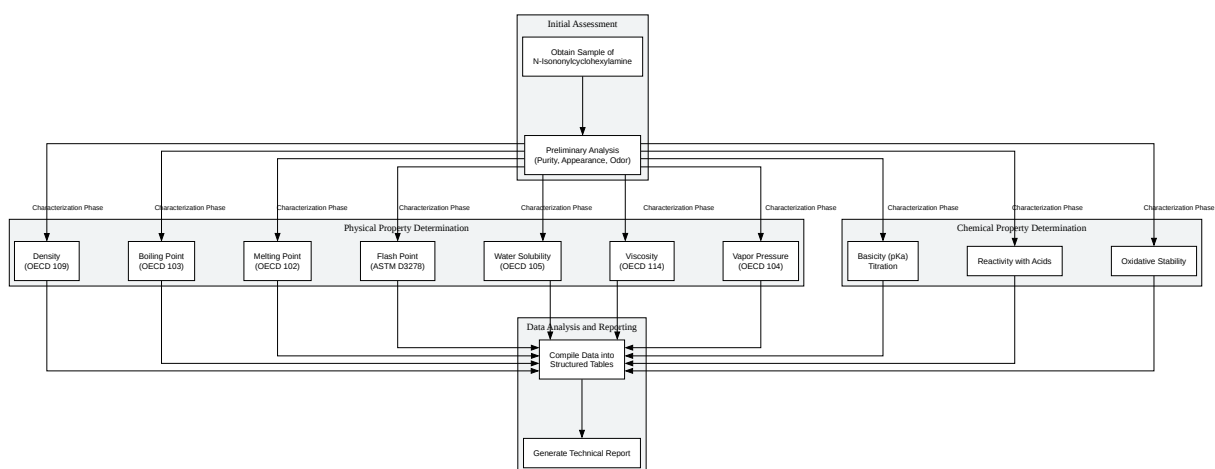 Initial Assessment
Obtain Sample of
N-Isononylcyclohexylamine
Preliminary Analysis
(Purity, Appearance, Odor)
Characterization Phase
Characterization Phase
Characterization Phase
Characterization Phase
Characterization Phase
Characterization Phase
Characterization Phase
Characterization Phase
Characterization Phase
Characterization Phase
Physical Property Determination
Chemical Property Determination
Density
(OECD 109)
Boiling Point
(OECD 103)
Melting Point
(OECD 102)
Flash Point
(ASTM D3278)
Water Solubility
(OECD 105)
Viscosity
(OECD 114)
Vapor Pressure
(OECD 104)
Basicity (pKa)
Titration
Reactivity with Acids
Oxidative Stability
Data Analysis and Reporting
Compile Data into
Structured Tables
Generate Technical Report